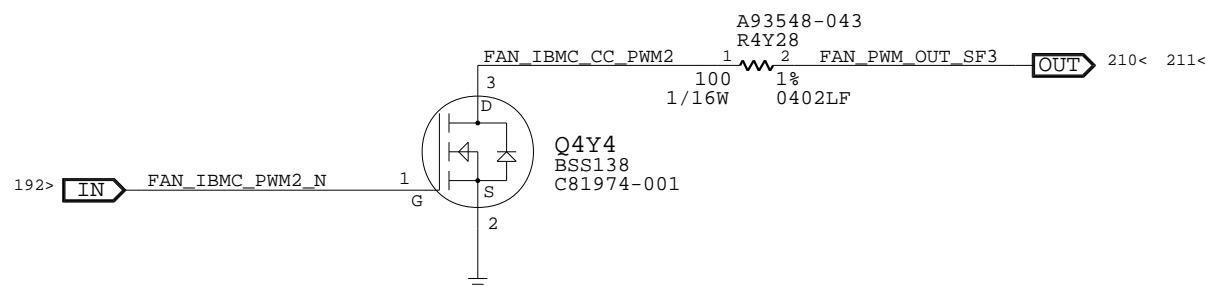 A93548-043
R4Y28
FAN_IBMC_CC_PWM2 1 2 FAN_PWM_OUT_SF3 OUT 210< 211<
100 1%
1/16W 0402LF
3
D
Q4Y4
BSS138
C81974-001
192> IN FAN_IBMC_PWM2_N 1
G
S
2